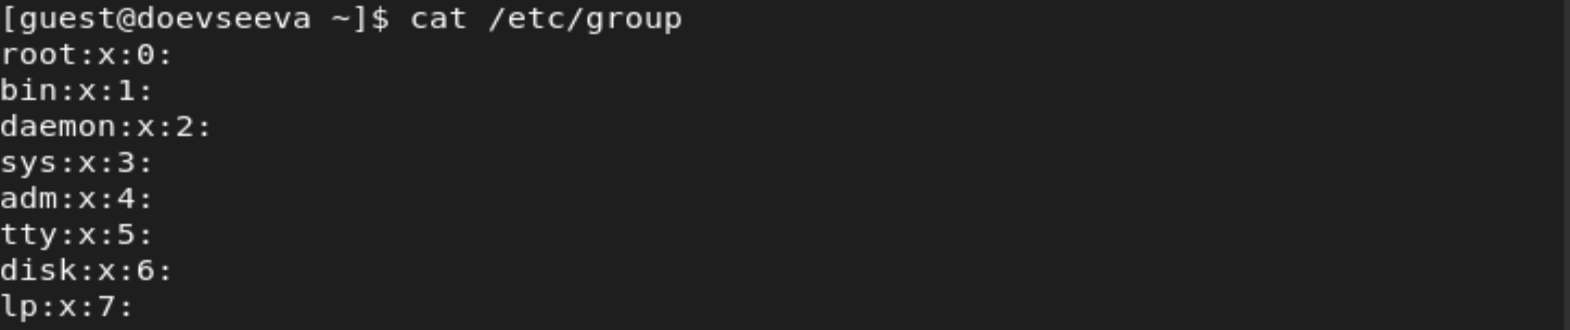 [guest@doevseeva ~]$ cat /etc/group
root:x:0:
bin:x:1:
daemon:x:2:
sys:x:3:
adm:x:4:
tty:x:5:
disk:x:6:
lp:x:7: